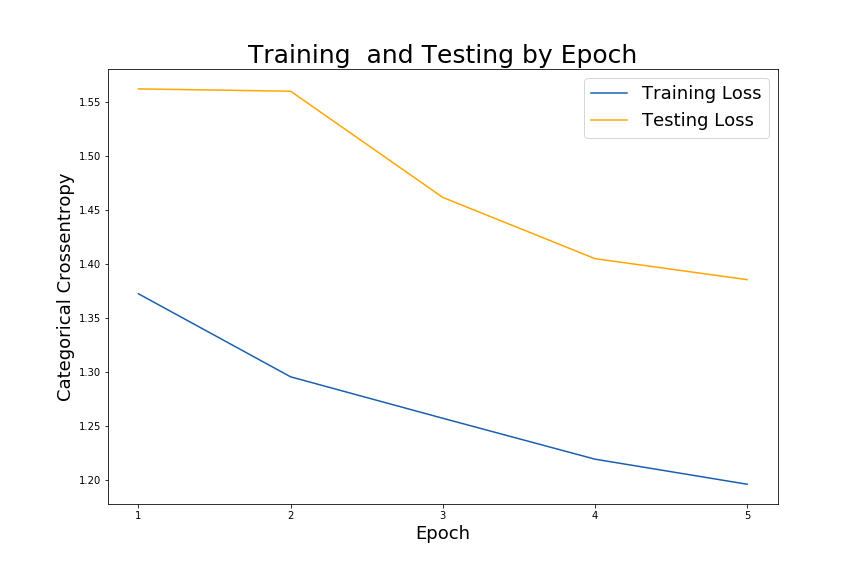 Training  and Testing by Epoch
Training Loss
Testing Loss
Categorical Crossentropy
1.55
1.50
1.45
1.40
1.35
1.30
1.25
1.20
1 2 3 4 5
Epoch